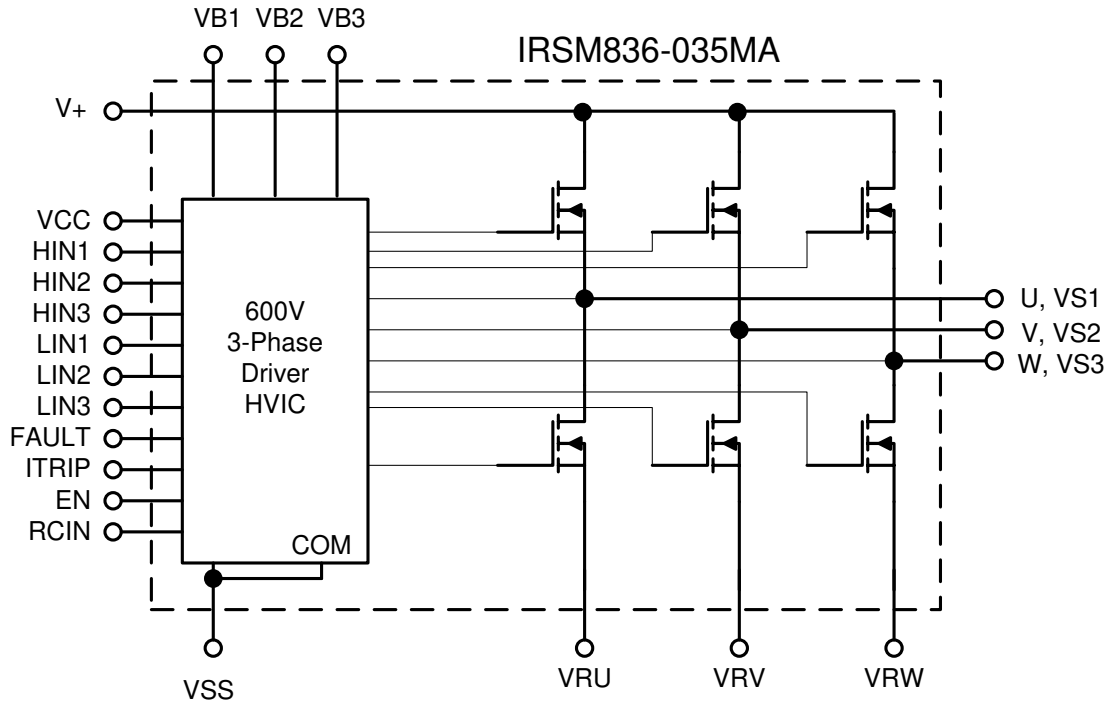 VB1 VB2 VB3
IRSM836-035MA
V+
VCC
HIN1
HIN2
HIN3
LIN1
LIN2
LIN3
FAULT
ITRIP
EN
RCIN
600V
3-Phase
Driver
HVIC
COM
U, VS1
V, VS2
W, VS3
VSS
VRU
VRV
VRW